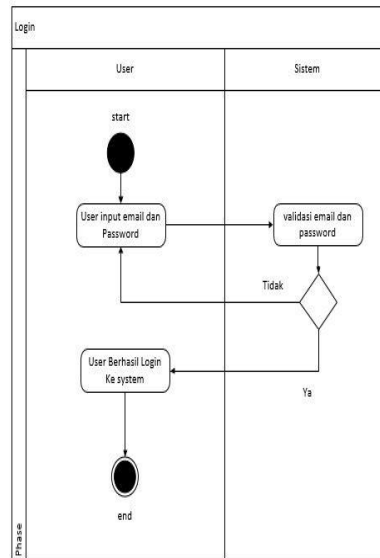 Login
User
Sistem
start
User input email dan
Password
validasi email dan
password
Tidak
User Berhasil Login
Ke system
Ya
end
Phase